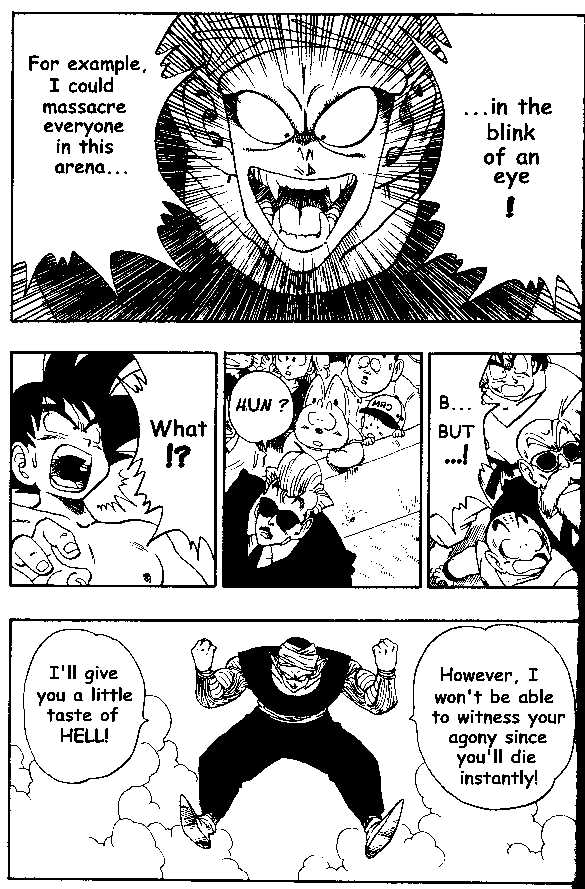 For example,
I could
massacre
everyone
in this
arena...
...in the
blink
of an
eye
!
What
!?
HUN ?
B...
BUT
...!
I'll give
you a little
taste of
HELL!
However, I
won't be able
to witness your
agony since
you'll die
instantly!